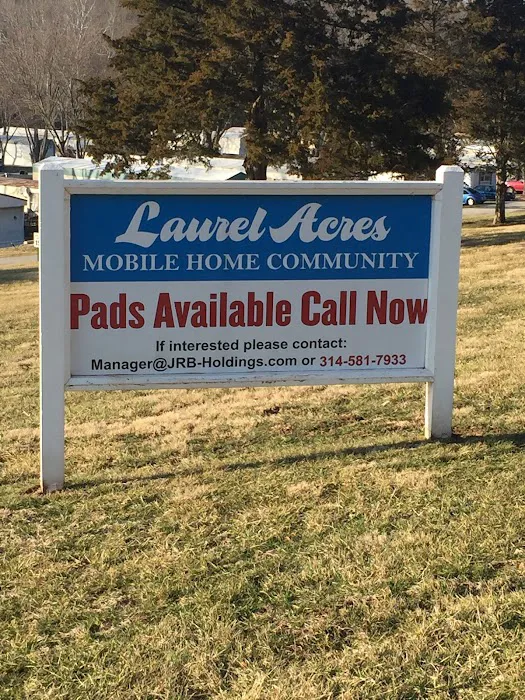 Laurel Acres
MOBILE HOME COMMUNITY
Pads Available Call Now
If interested please contact:
Manager@JRB-Holdings.com or 314-581-7933